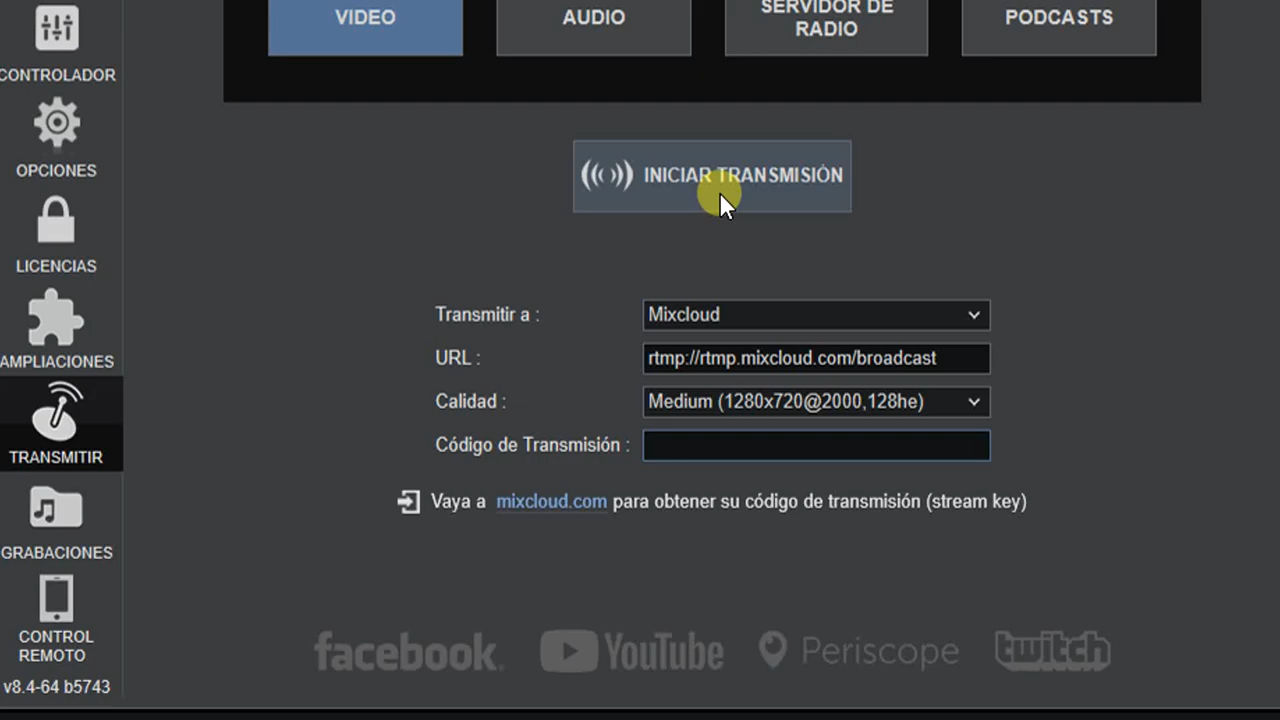 VIDEO
AUDIO
SERVIDOR DE
RADIO
PODCASTS
CONTROLADOR
OPCIONES
LICENCIAS
AMPLIACIONES
TRANSMITIR
GRABACIONES
CONTROL
REMOTO
v8.4-64 b5743
INICIAR TRANSMISIÓN
Transmitir a : Mixcloud
URL : rtmp://rtmp.mixcloud.com/broadcast
Calidad : Medium (1280x720@2000,128he)
Código de Transmisión :
Vaya a mixcloud.com para obtener su código de transmisión (stream key)
facebook. YouTube Periscope twitch